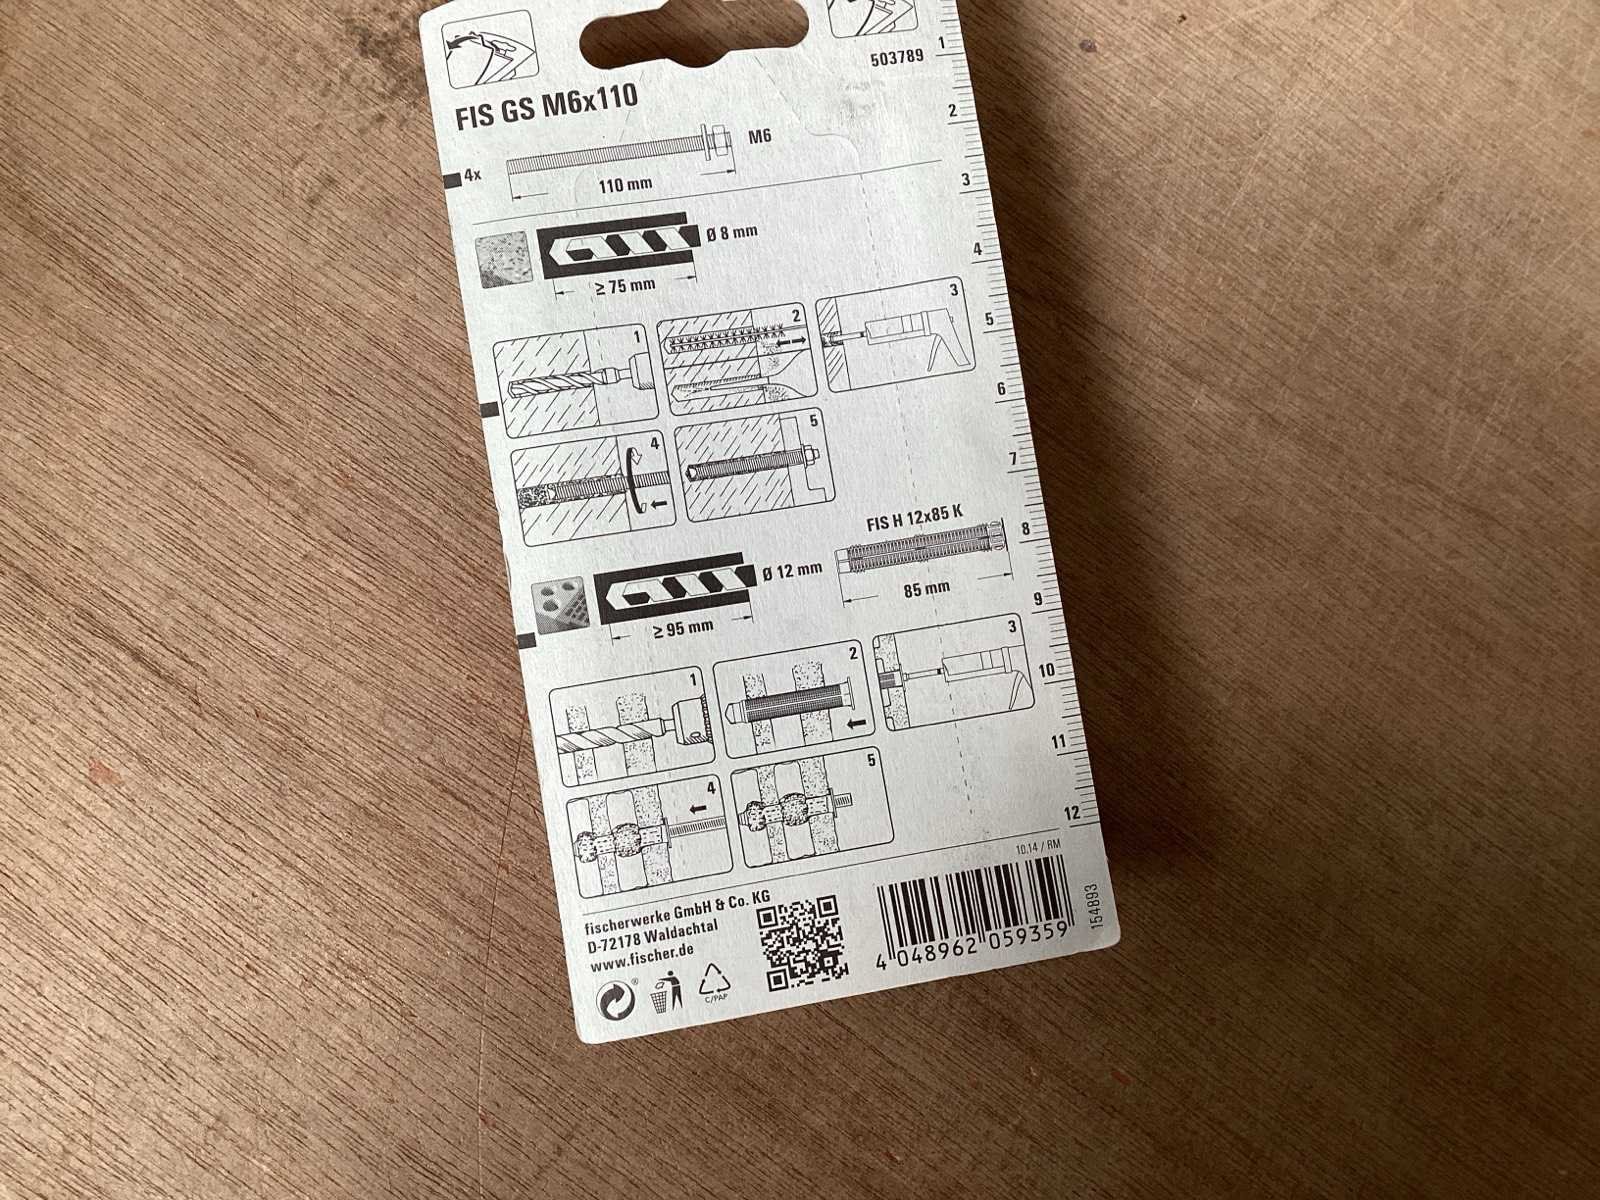 503789
FIS GS M6x110
M6
4x
110 mm
Ø 8 mm
≥ 75 mm
1
2
3
4
5
FIS H 12x85 K
85 mm
Ø 12 mm
≥ 95 mm
1
2
3
4
5
1
2
3
4
5
6
7
8
9
10
11
12
10.14 / RM
fischerwerke GmbH & Co. KG
D-72178 Waldachtal
www.fischer.de
®
C/PAP
4 048962 059359
154893